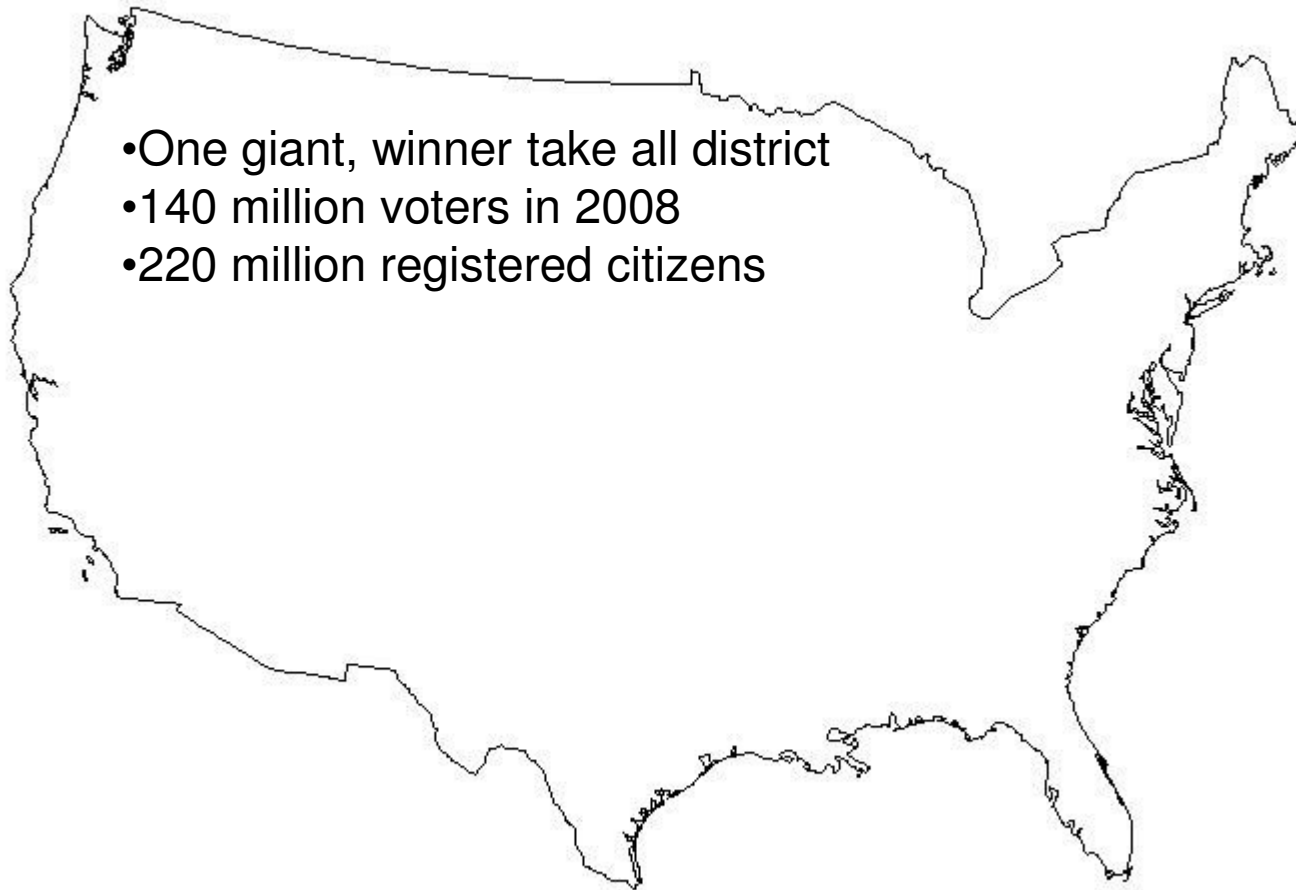 •One giant, winner take all district
•140 million voters in 2008
•220 million registered citizens